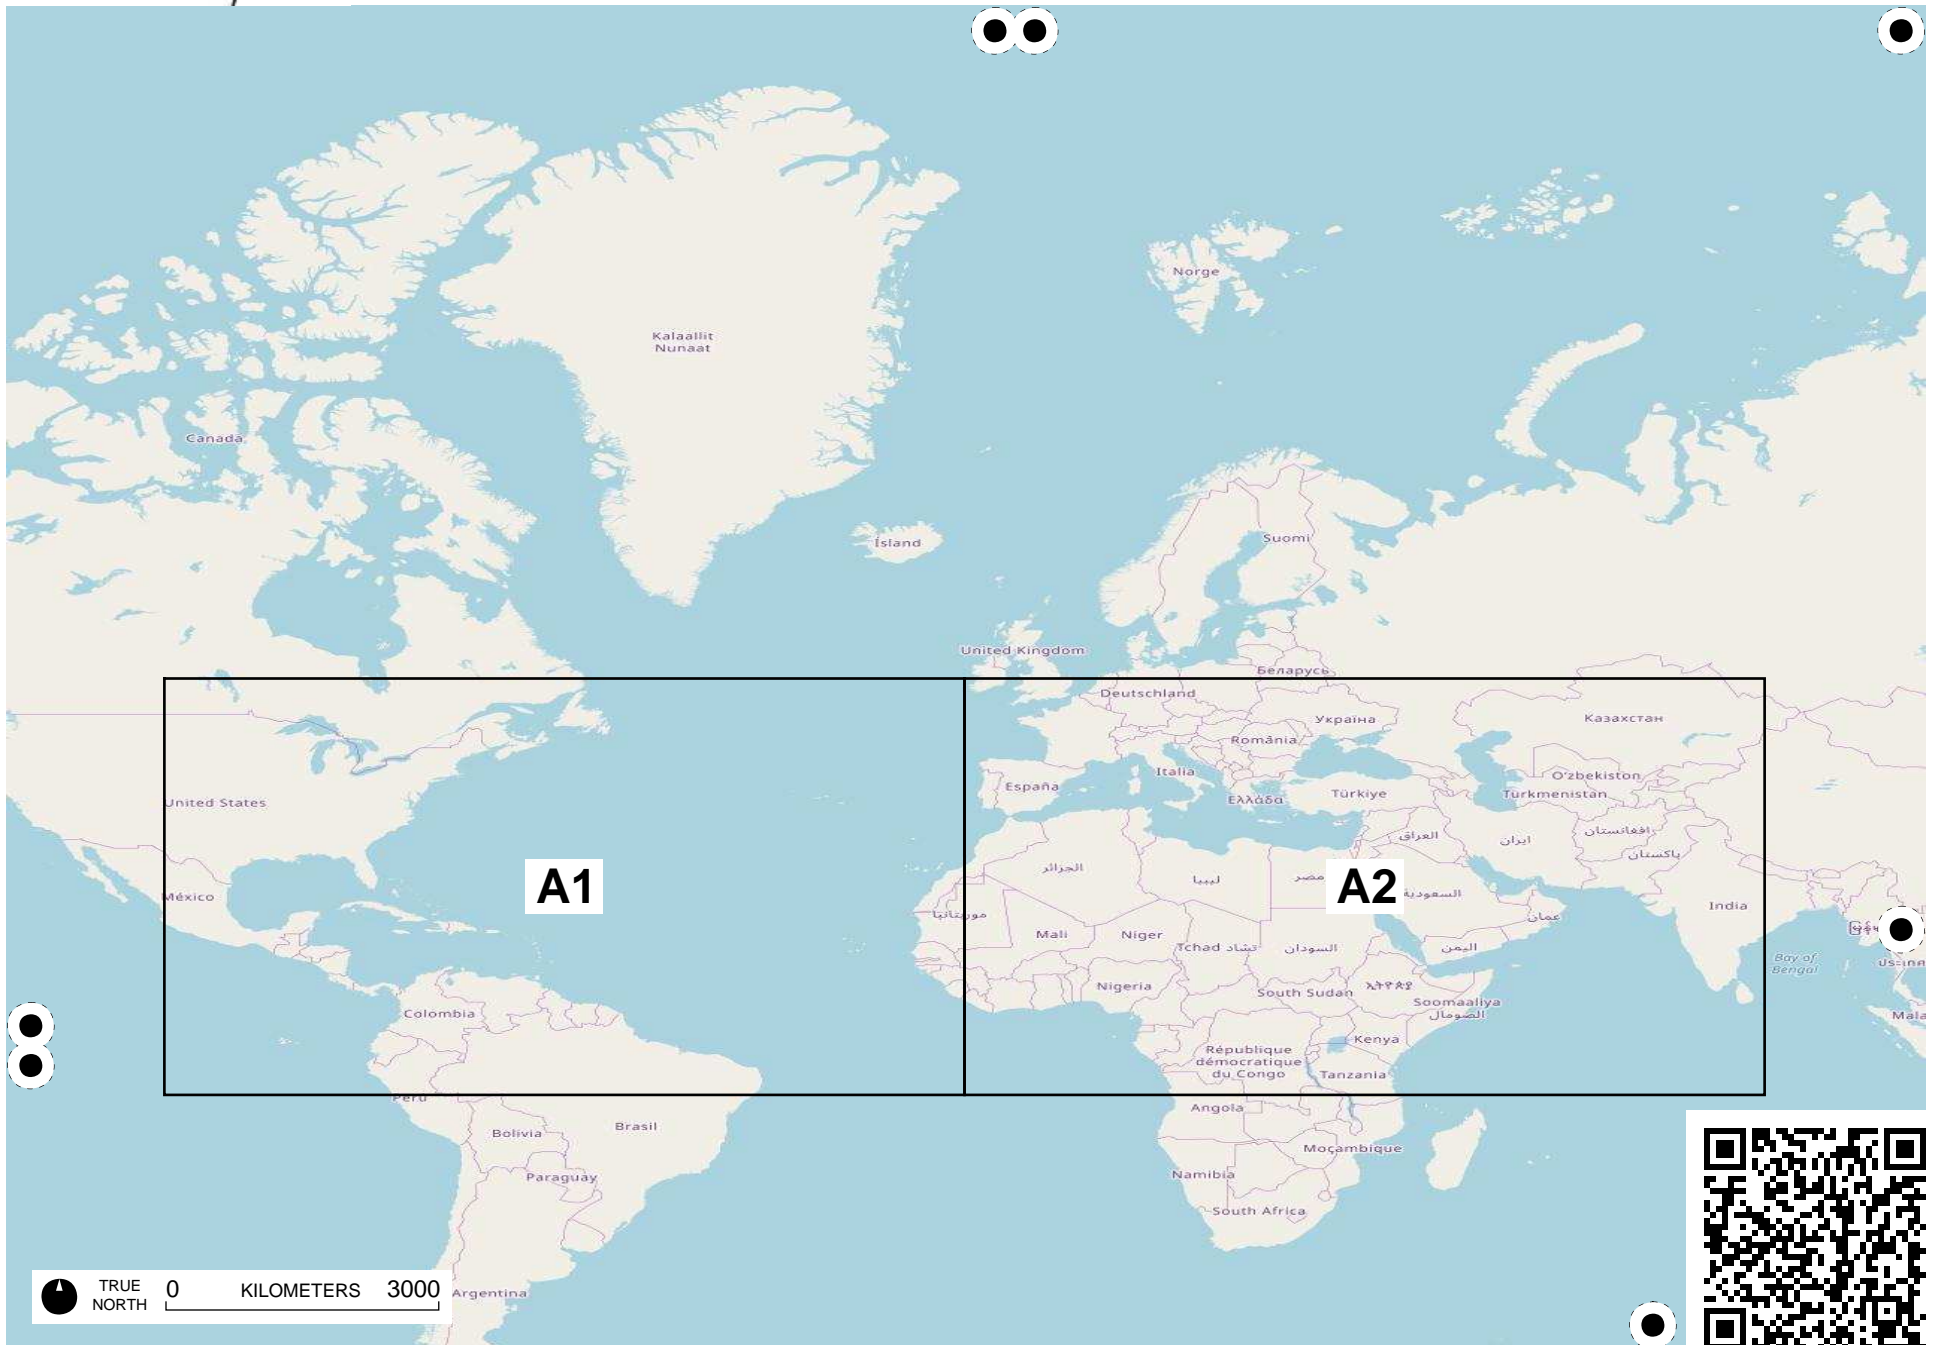 Norge
Kalaallit
Nunaat
Canada
Ísland
Suomi
United Kingdom
Беларусь
Deutschland
Україна
Казахстан
România
Italia
España
Ελλάδα
Türkiye
O'zbekiston
Türkmenistan
United States
العراق
ایران
افغانستان
پاکستان
الجزائر
ليبيا
مصر
السعودية
A1
A2
México
India
موريتانيا
عمان
Mali
Niger
Tchad تشاد
السودان
اليمن
Bay of
Bengal
Nigeria
South Sudan
ኢትዮጵያ
Soomaaliya
الصومال
Colombia
Mala
Kenya
République
démocratique
du Congo
Tanzania
Perú
Angola
Brasil
Bolivia
Moçambique
Paraguay
Namibia
South Africa
TRUE
NORTH
0 KILOMETERS 3000
Argentina